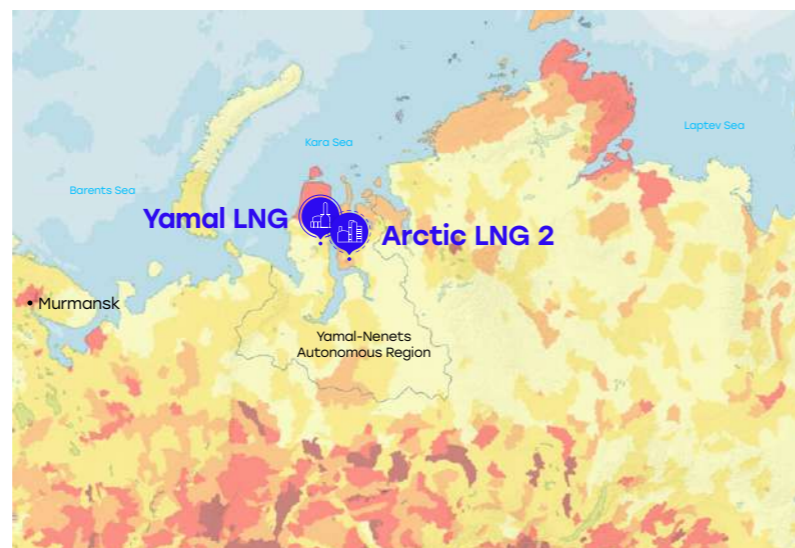 Kara Sea
Laptev Sea
Barents Sea
Yamal LNG
Arctic LNG 2
• Murmansk
Yamal-Nenets
Autonomous Region